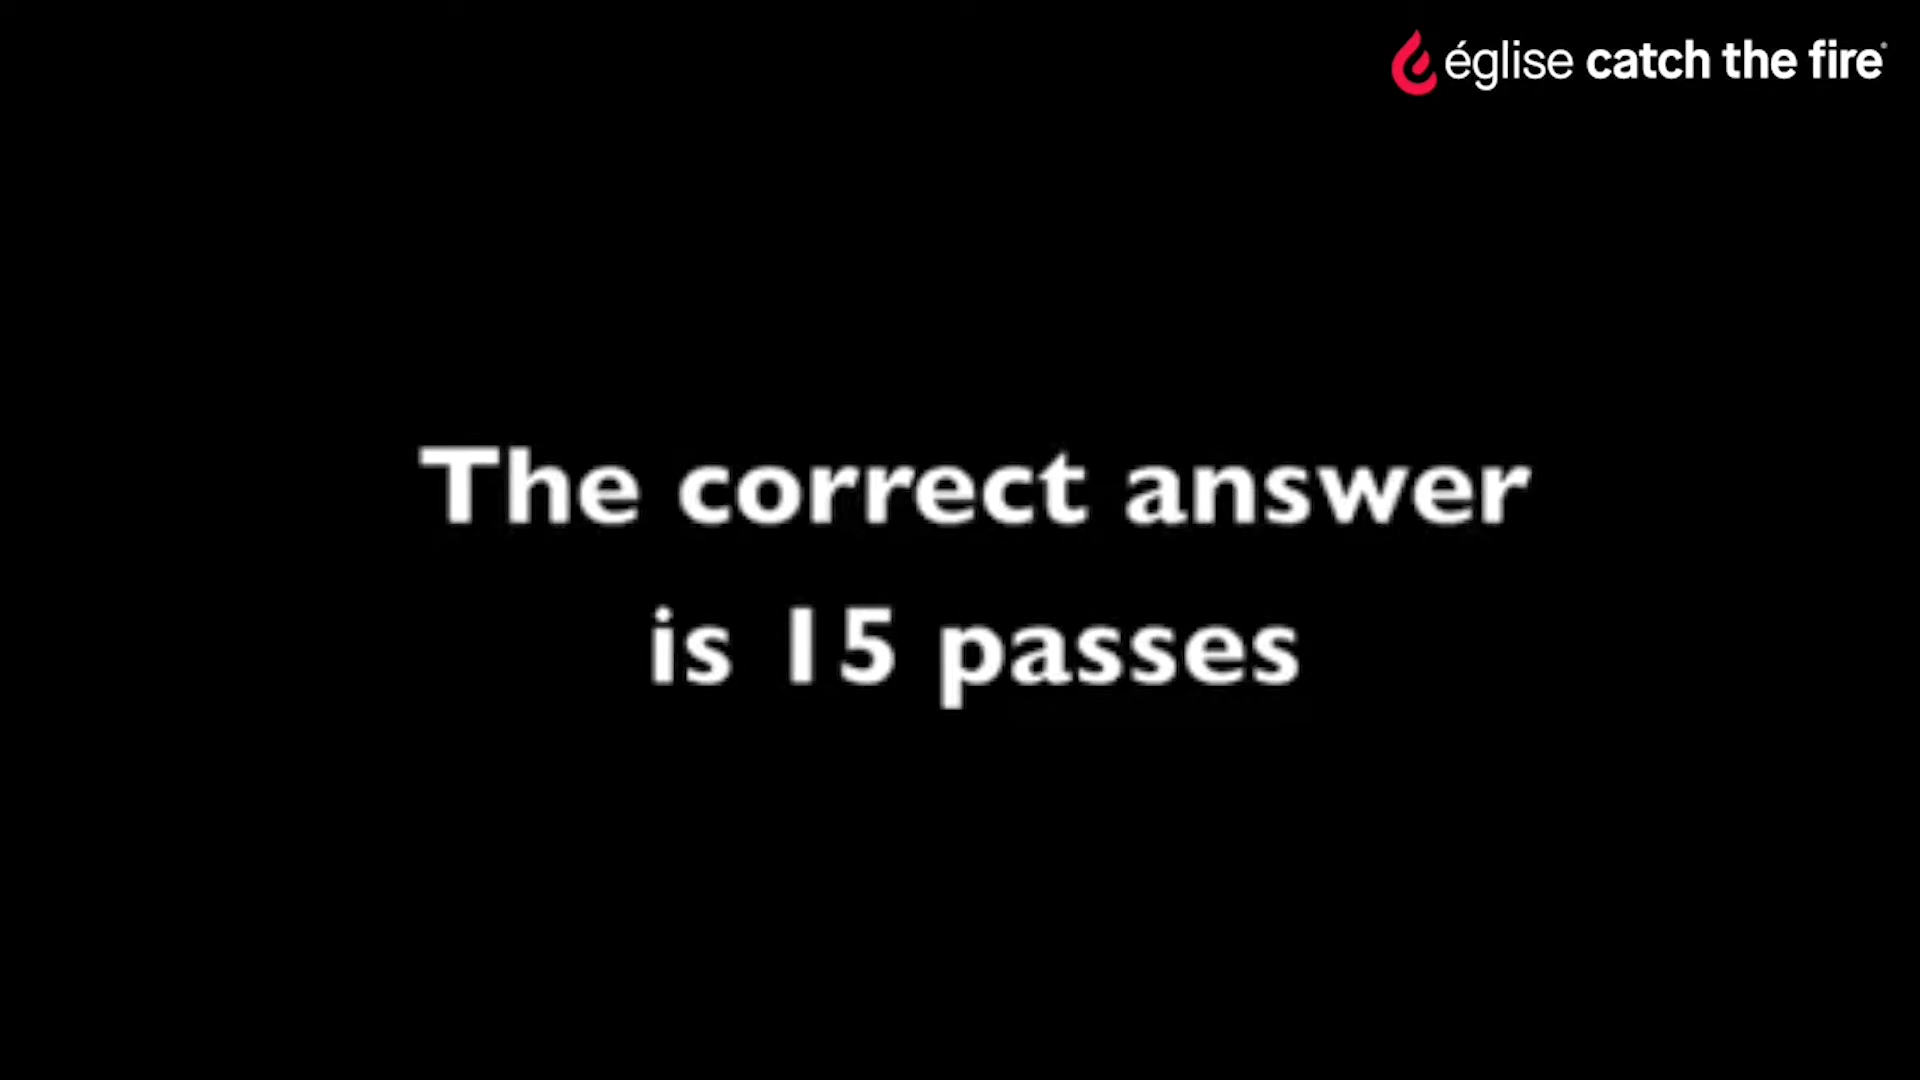 église catch the fire
The correct answer
is 15 passes